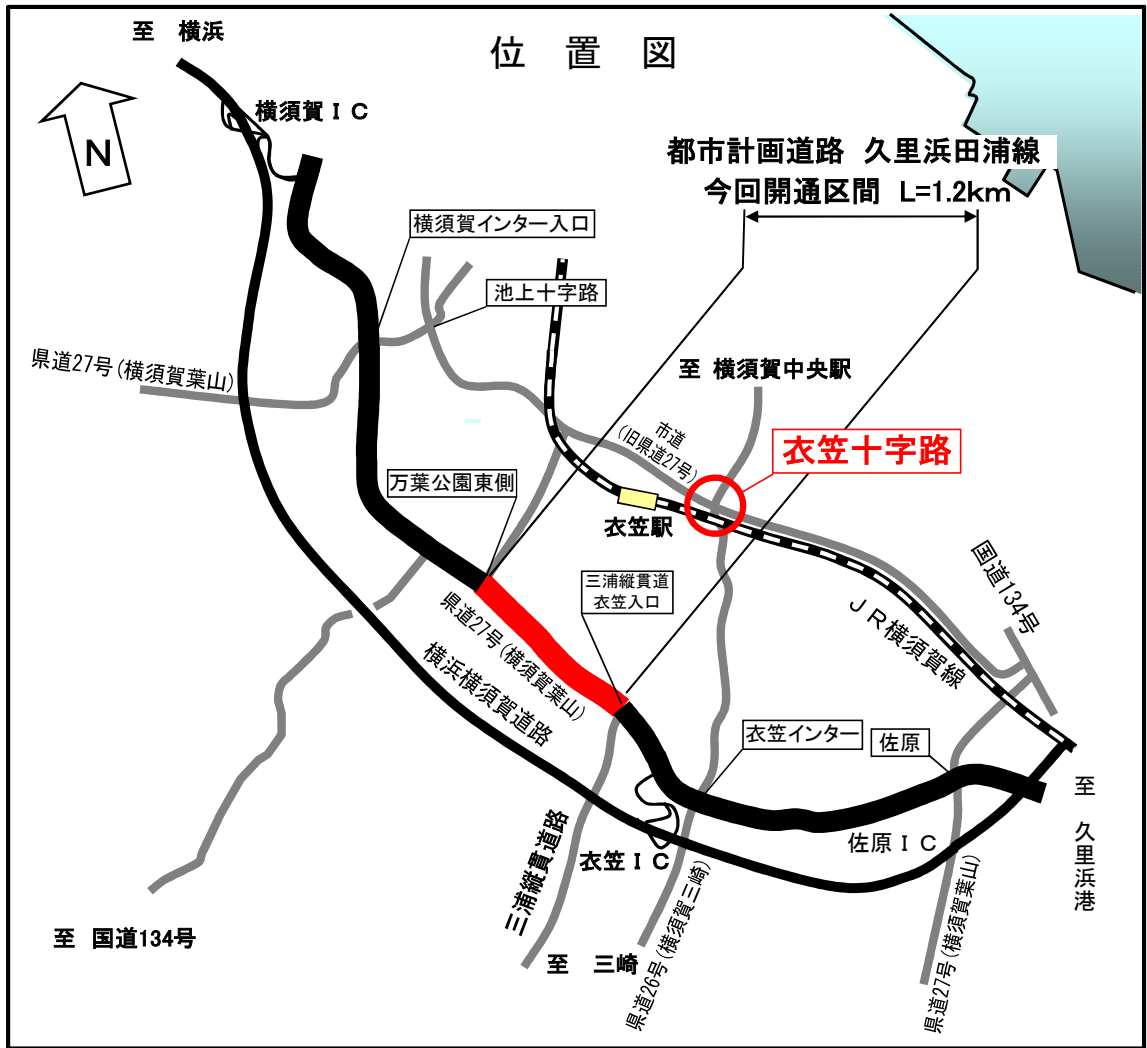 至 横浜
位 置 図
N
横須賀ＩＣ
都市計画道路 久里浜田浦線
今回開通区間 L=1.2km
横須賀インター入口
池上十字路
県道27号(横須賀葉山)
至 横須賀中央駅
市道
(旧県道27号)
衣笠十字路
万葉公園東側
衣笠駅
三浦縦貫道
衣笠入口
国道134号
ＪＲ横須賀線
県道27号(横須賀葉山)
横浜横須賀道路
衣笠インター
佐原
至 久里浜港
佐原ＩＣ
衣笠ＩＣ
三浦縦貫道路
至 国道134号
至 三崎
県道26号(横須賀三崎)
県道27号(横須賀葉山)